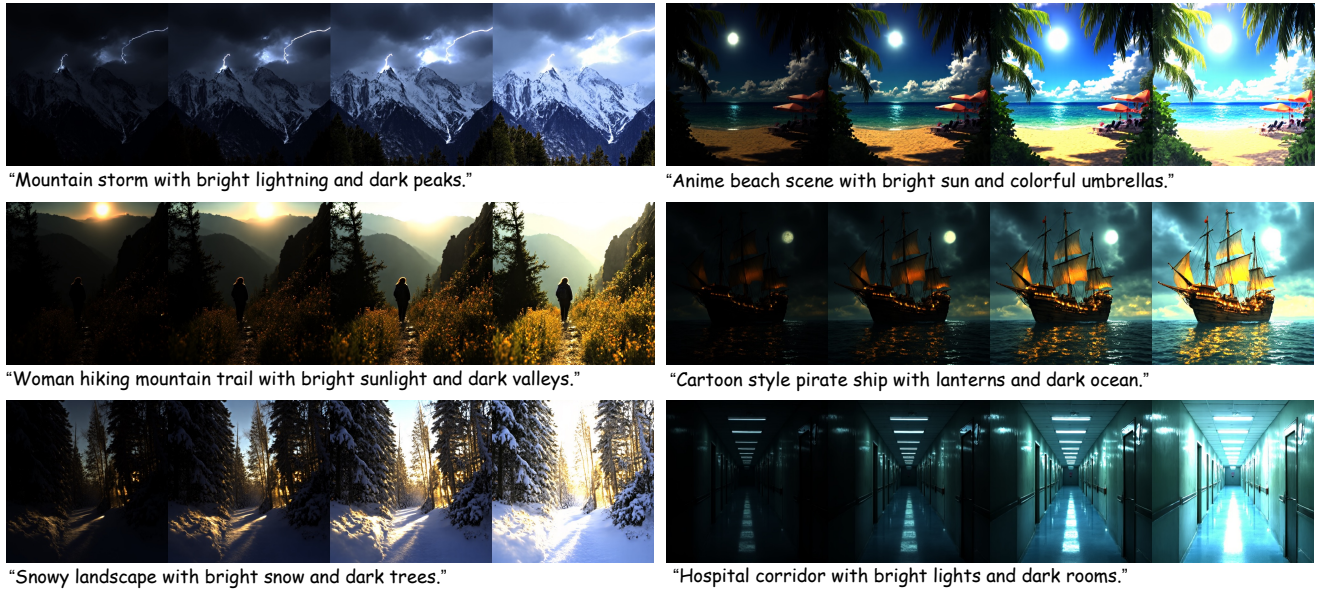 “Mountain storm with bright lightning and dark peaks.”
“Anime beach scene with bright sun and colorful umbrellas.”
“Woman hiking mountain trail with bright sunlight and dark valleys.”
“Cartoon style pirate ship with lanterns and dark ocean.”
“Snowy landscape with bright snow and dark trees.”
“Hospital corridor with bright lights and dark rooms.”